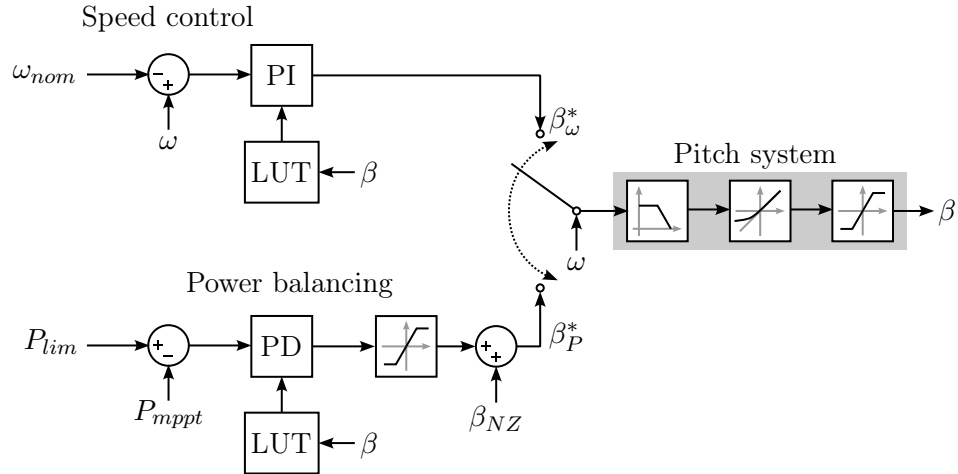 Speed control
ω_nom
−
+
PI
ω
LUT
β
β*_ω
Pitch system
β
ω
Power balancing
P_lim
+
−
PD
+
+
β*_P
P_mppt
LUT
β
β_NZ